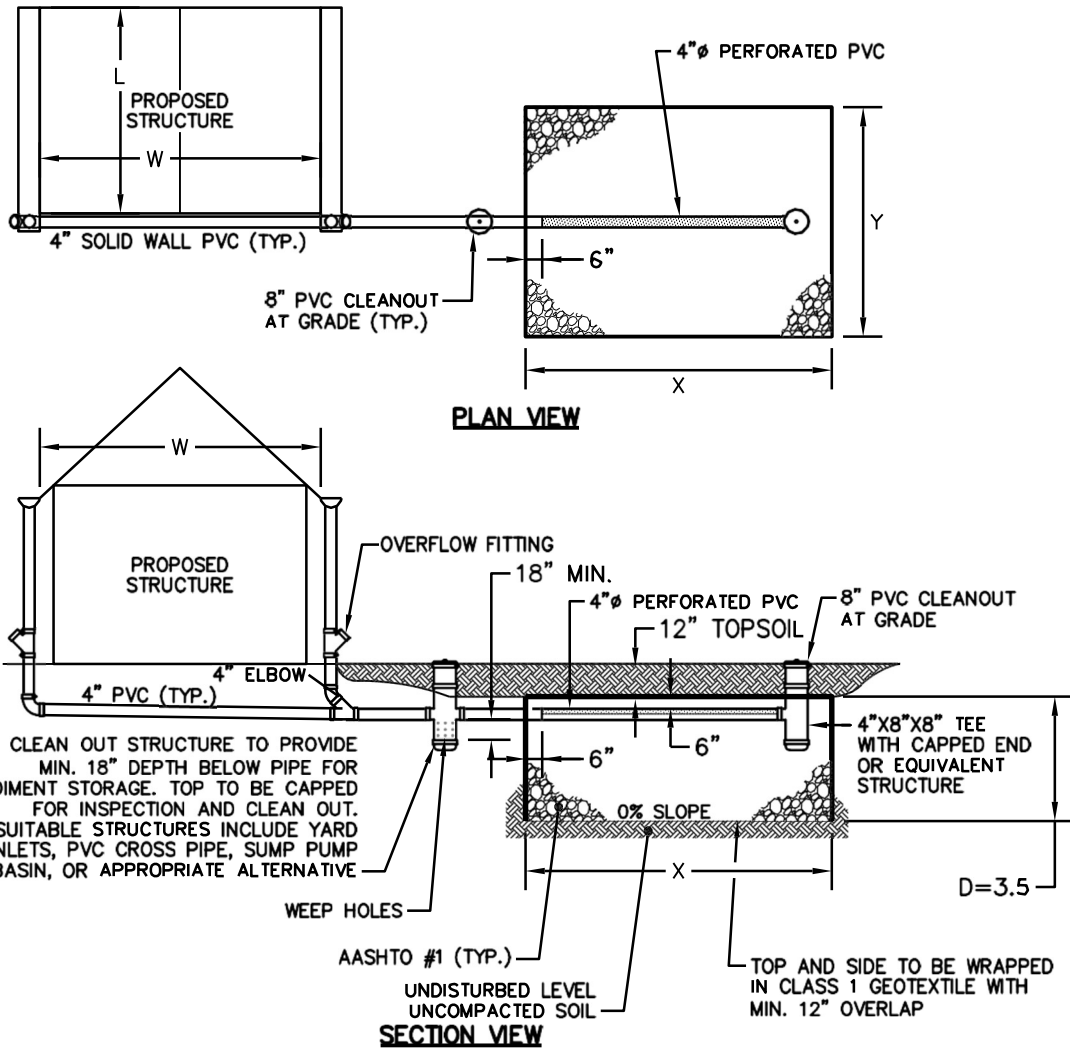 4"ø PERFORATED PVC
L
PROPOSED
STRUCTURE
W
4" SOLID WALL PVC (TYP.)
Y
6"
8" PVC CLEANOUT
AT GRADE (TYP.)
X
PLAN VIEW
W
OVERFLOW FITTING
PROPOSED
STRUCTURE
18" MIN.
4"ø PERFORATED PVC
12" TOPSOIL
8" PVC CLEANOUT
AT GRADE
4" ELBOW
4" PVC (TYP.)
CLEAN OUT STRUCTURE TO PROVIDE
MIN. 18" DEPTH BELOW PIPE FOR
DIMENT STORAGE. TOP TO BE CAPPED
FOR INSPECTION AND CLEAN OUT.
SUITABLE STRUCTURES INCLUDE YARD
NLETS, PVC CROSS PIPE, SUMP PUMP
BASIN, OR APPROPRIATE ALTERNATIVE
6"
6"
4"X8"X8" TEE
WITH CAPPED END
OR EQUIVALENT
STRUCTURE
0% SLOPE
X
D=3.5
WEEP HOLES
AASHTO #1 (TYP.)
UNDISTURBED LEVEL
UNCOMPACTED SOIL
TOP AND SIDE TO BE WRAPPED
IN CLASS 1 GEOTEXTILE WITH
MIN. 12" OVERLAP
SECTION VIEW